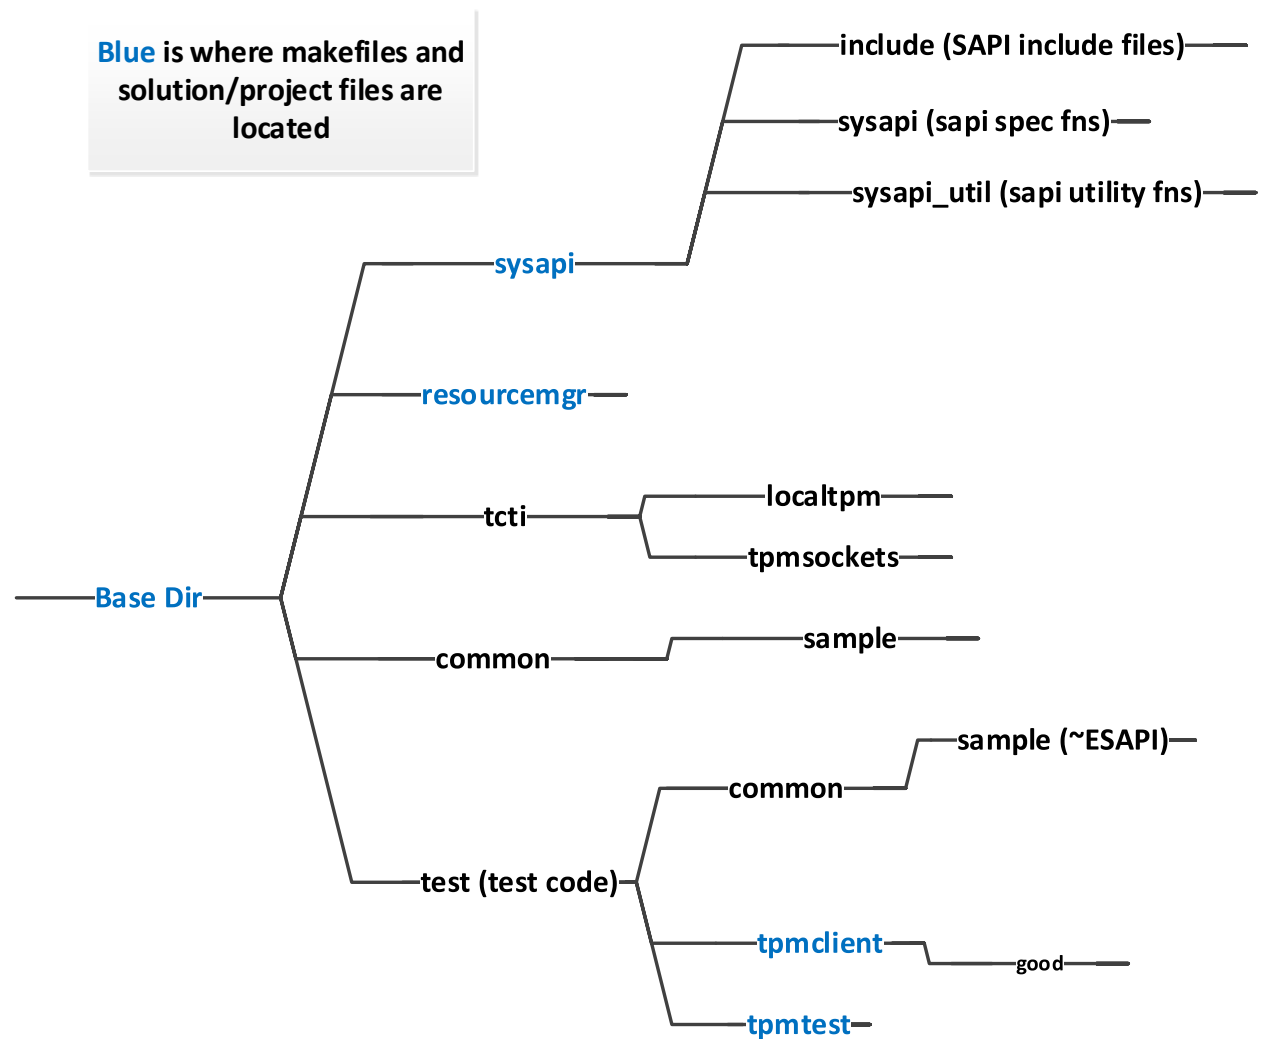 Blue is where makefiles and
solution/project files are
located
include (SAPI include files)
sysapi (sapi spec fns)
sysapi_util (sapi utility fns)
sysapi
resourcemgr
localtpm
tcti
tpmsockets
Base Dir
sample
common
sample (~ESAPI)
common
test (test code)
tpmclient
good
tpmtest